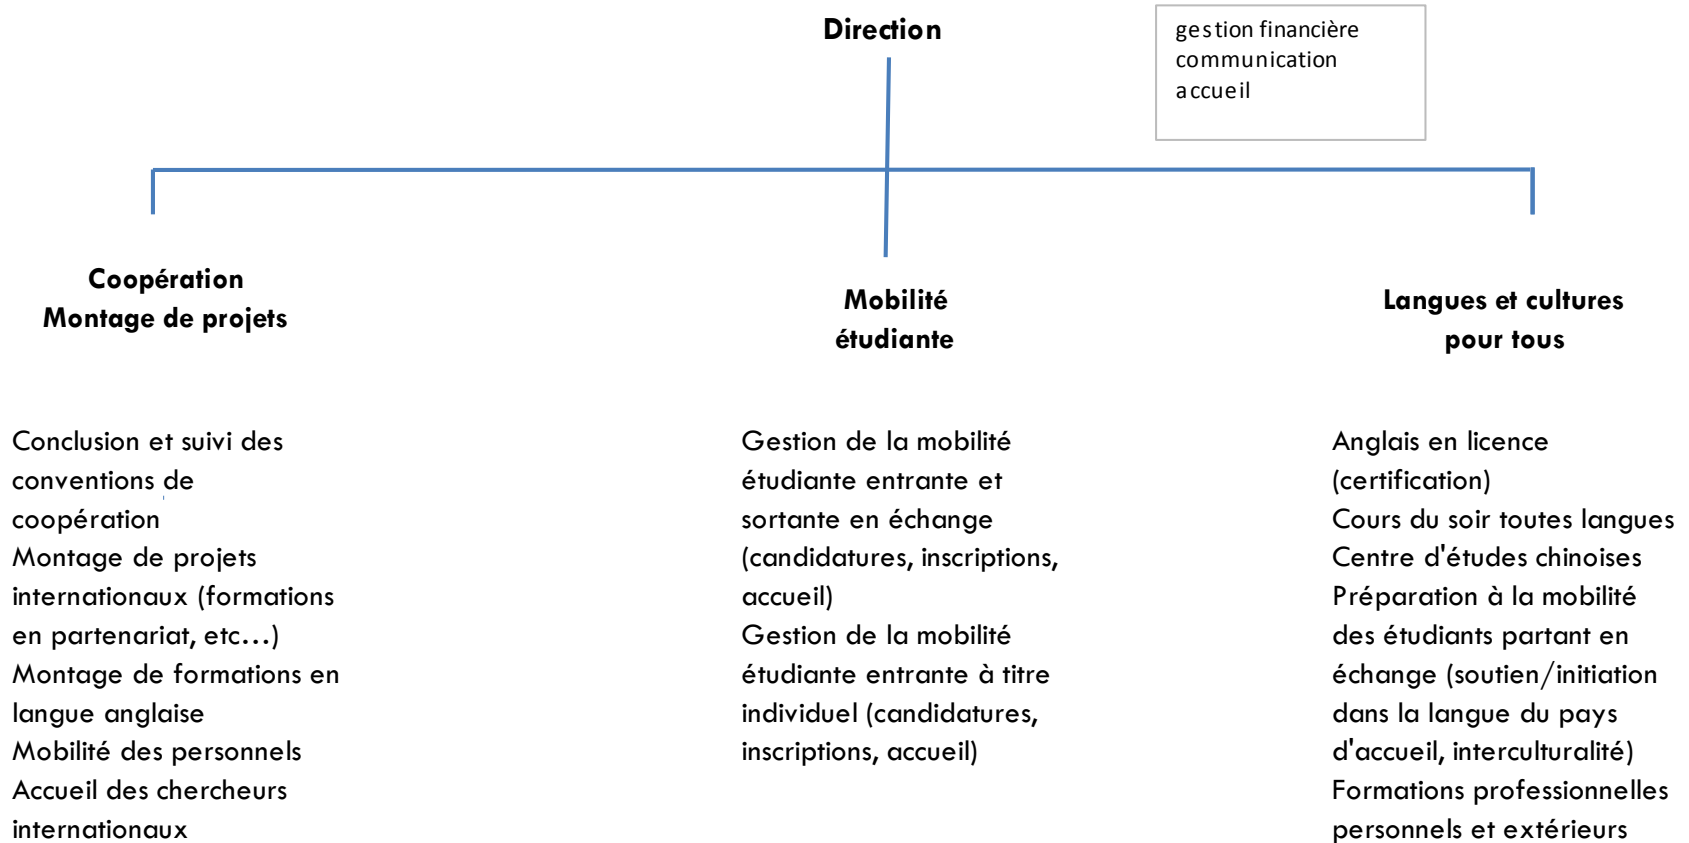 Direction
gestion financière
communication
accueil
Coopération
Montage de projets
Mobilité
étudiante
Langues et cultures
pour tous
Conclusion et suivi des
conventions de
coopération
Montage de projets
internationaux (formations
en partenariat, etc…)
Montage de formations en
langue anglaise
Mobilité des personnels
Accueil des chercheurs
internationaux
Gestion de la mobilité
étudiante entrante et
sortante en échange
(candidatures, inscriptions,
accueil)
Gestion de la mobilité
étudiante entrante à titre
individuel (candidatures,
inscriptions, accueil)
Anglais en licence
(certification)
Cours du soir toutes langues
Centre d'études chinoises
Préparation à la mobilité
des étudiants partant en
échange (soutien/initiation
dans la langue du pays
d'accueil, interculturalité)
Formations professionnelles
personnels et extérieurs